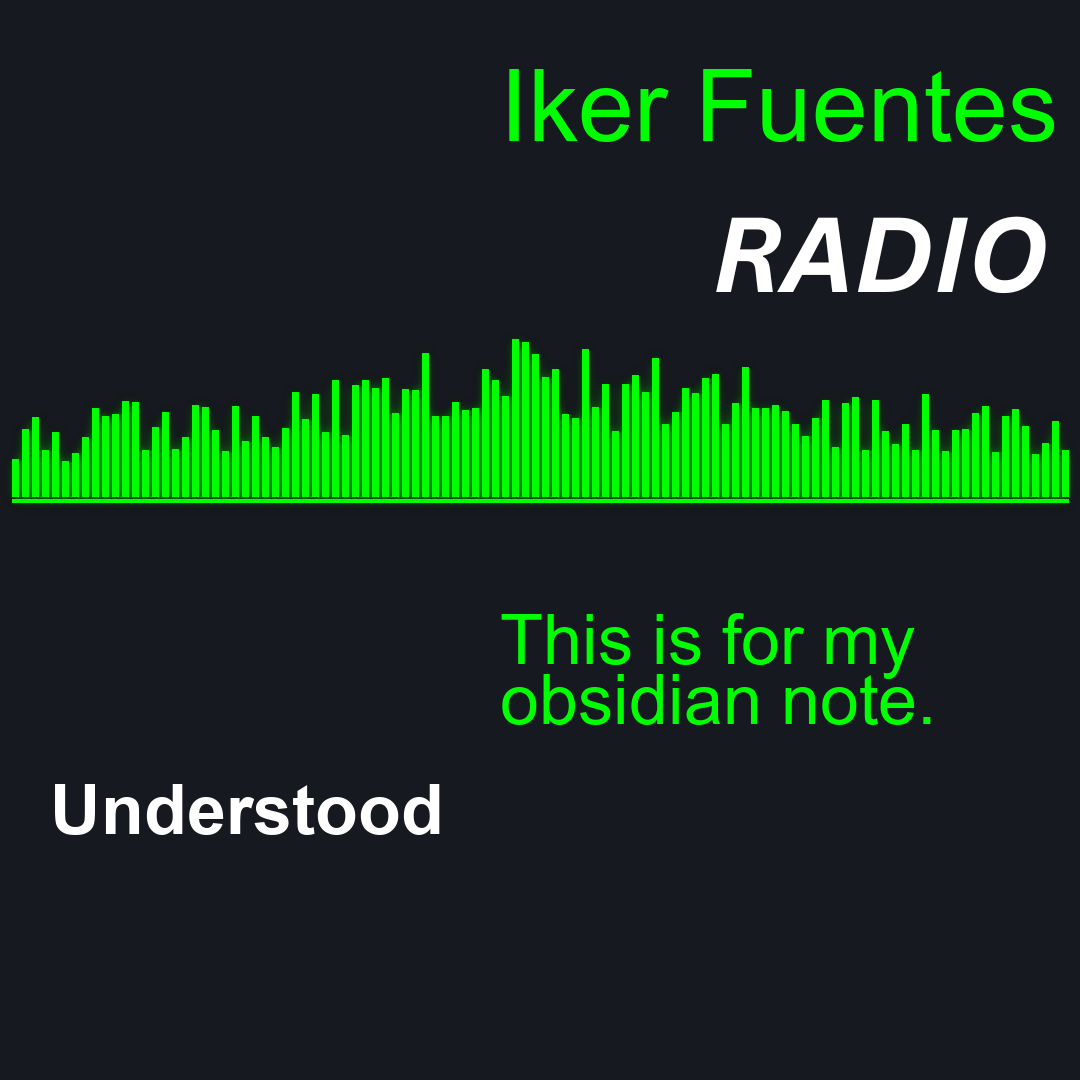 Iker Fuentes
RADIO
This is for my
obsidian note.
Understood